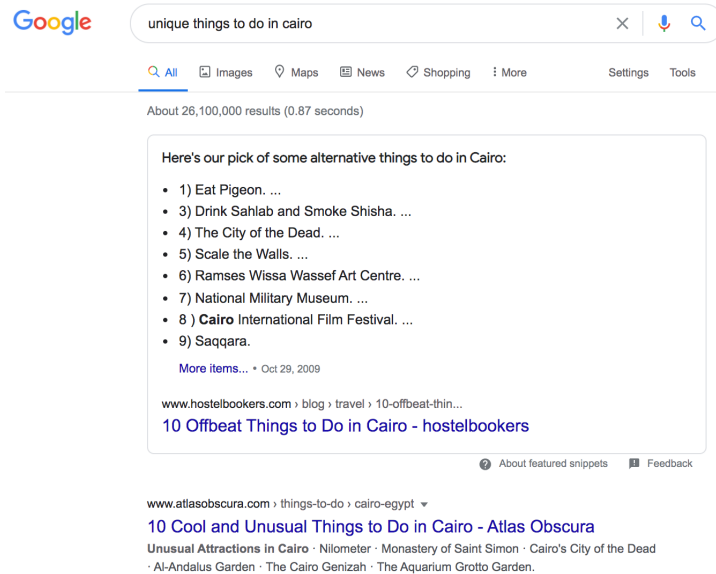 Google
unique things to do in cairo
All Images Maps News Shopping More Settings Tools
About 26,100,000 results (0.87 seconds)
Here's our pick of some alternative things to do in Cairo:
• 1) Eat Pigeon. ...
• 3) Drink Sahlab and Smoke Shisha. ...
• 4) The City of the Dead. ...
• 5) Scale the Walls. ...
• 6) Ramses Wissa Wassef Art Centre. ...
• 7) National Military Museum. ...
• 8 ) Cairo International Film Festival. ...
• 9) Saqqara.
More items... • Oct 29, 2009
www.hostelbookers.com › blog › travel › 10-offbeat-thin...
10 Offbeat Things to Do in Cairo - hostelbookers
About featured snippets Feedback
www.atlasobscura.com › things-to-do › cairo-egypt
10 Cool and Unusual Things to Do in Cairo - Atlas Obscura
Unusual Attractions in Cairo · Nilometer · Monastery of Saint Simon · Cairo's City of the Dead
· Al-Andalus Garden · The Cairo Genizah · The Aquarium Grotto Garden.